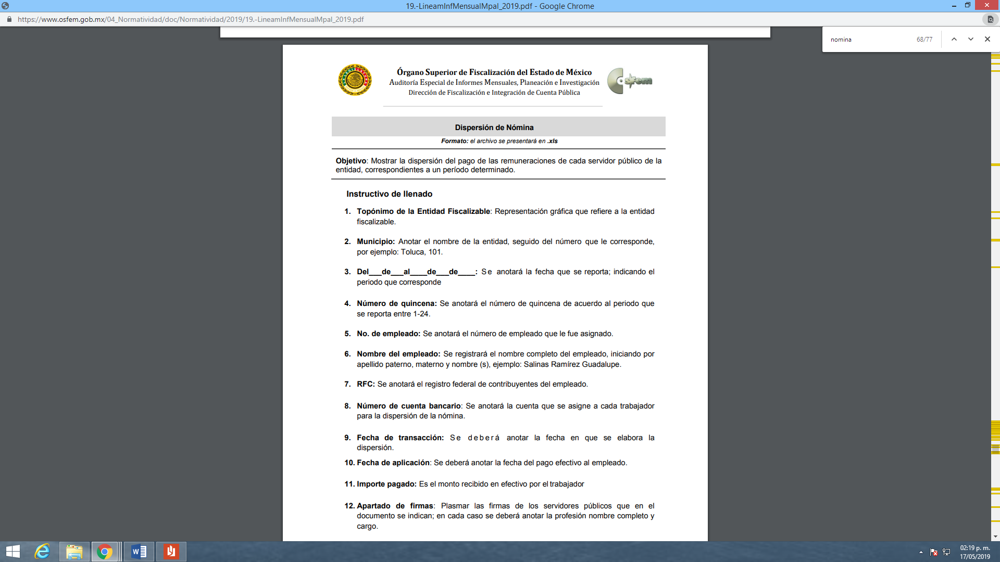 19.-LineamInfMensualMpal_2019.pdf - Google Chrome
https://www.osfem.gob.mx/04_Normatividad/doc/Normatividad/2019/19.-LineamInfMensualMpal_2019.pdf
nomina 68/77
Órgano Superior de Fiscalización del Estado de México
Auditoría Especial de Informes Mensuales, Planeación e Investigación
Dirección de Fiscalización e Integración de Cuenta Pública
osfem
Dispersión de Nómina
Formato: el archivo se presentará en .xls
Objetivo: Mostrar la dispersión del pago de las remuneraciones de cada servidor público de la
entidad, correspondientes a un período determinado.
Instructivo de llenado
1. Topónimo de la Entidad Fiscalizable: Representación gráfica que refiere a la entidad
fiscalizable.
2. Municipio: Anotar el nombre de la entidad, seguido del número que le corresponde,
por ejemplo: Toluca, 101.
3. Del___de___al____de___de____: Se anotará la fecha que se reporta; indicando el
periodo que corresponde
4. Número de quincena: Se anotará el número de quincena de acuerdo al periodo que
se reporta entre 1-24.
5. No. de empleado: Se anotará el número de empleado que le fue asignado.
6. Nombre del empleado: Se registrará el nombre completo del empleado, iniciando por
apellido paterno, materno y nombre (s), ejemplo: Salinas Ramírez Guadalupe.
7. RFC: Se anotará el registro federal de contribuyentes del empleado.
8. Número de cuenta bancario: Se anotará la cuenta que se asigne a cada trabajador
para la dispersión de la nómina.
9. Fecha de transacción: Se deberá anotar la fecha en que se elabora la
dispersión.
10. Fecha de aplicación: Se deberá anotar la fecha del pago efectivo al empleado.
11. Importe pagado: Es el monto recibido en efectivo por el trabajador
12. Apartado de firmas: Plasmar las firmas de los servidores públicos que en el
documento se indican; en cada caso se deberá anotar la profesión nombre completo y
cargo.
02:19 p. m.
17/05/2019